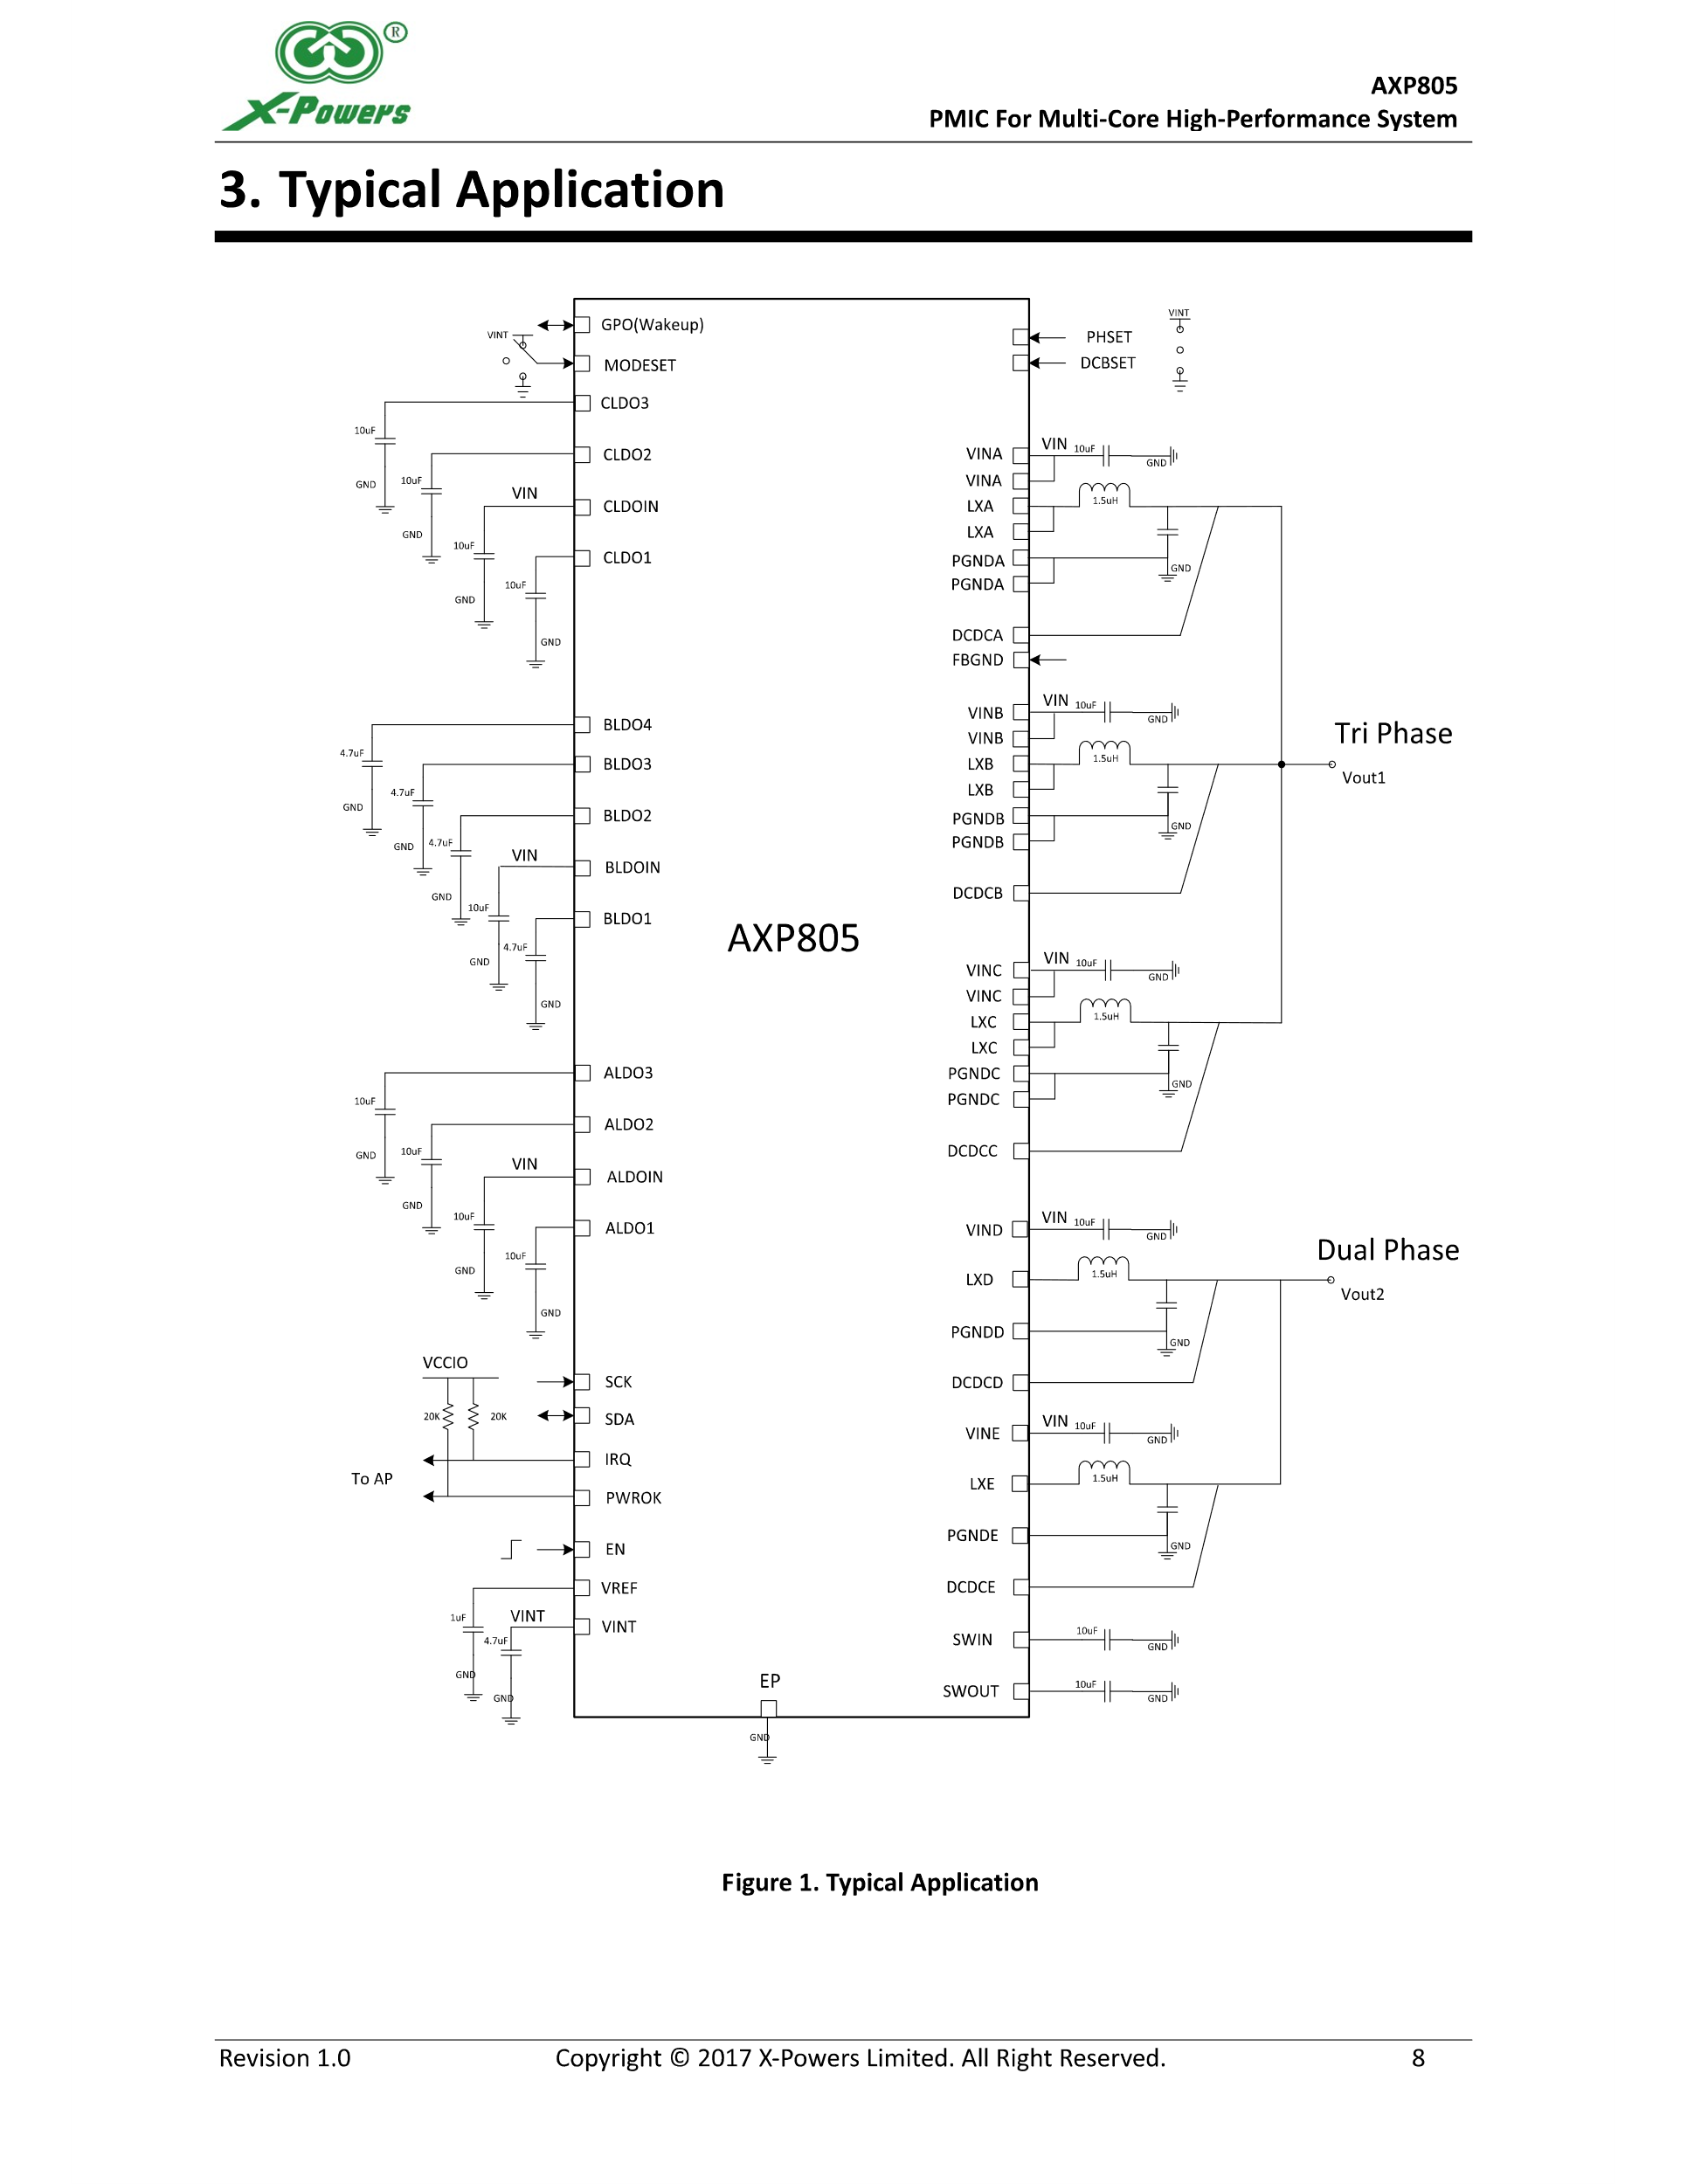 X-Powers ®
AXP805
PMIC For Multi-Core High-Performance System
3. Typical Application
GPO(Wakeup)
VINT
MODESET
CLDO3
10uF
GND
CLDO2
10uF
GND
VIN
CLDOIN
10uF
GND
CLDO1
10uF
GND
BLDO4
4.7uF
GND
BLDO3
4.7uF
GND
BLDO2
4.7uF
GND
VIN
BLDOIN
10uF
GND
BLDO1
4.7uF
GND
ALDO3
10uF
GND
ALDO2
10uF
GND
VIN
ALDOIN
10uF
GND
ALDO1
10uF
GND
VCCIO
20K
20K
SCK
SDA
IRQ
To AP
PWROK
EN
VREF
1uF
GND
VINT
VINT
4.7uF
GND
AXP805
EP
GND
PHSET
DCBSET
VINT
VINA
VIN
10uF
GND
VINA
LXA
1.5uH
LXA
PGNDA
GND
PGNDA
DCDCA
FBGND
VINB
VIN
10uF
GND
VINB
LXB
1.5uH
LXB
PGNDB
GND
PGNDB
DCDCB
Tri Phase
Vout1
VINC
VIN
10uF
GND
VINC
LXC
1.5uH
LXC
PGNDC
GND
PGNDC
DCDCC
VIND
VIN
10uF
GND
LXD
1.5uH
PGNDD
GND
DCDCD
Dual Phase
Vout2
VINE
VIN
10uF
GND
LXE
1.5uH
PGNDE
GND
DCDCE
SWIN
10uF
GND
SWOUT
10uF
GND
Figure 1. Typical Application
Revision 1.0
Copyright © 2017 X-Powers Limited. All Right Reserved.
8